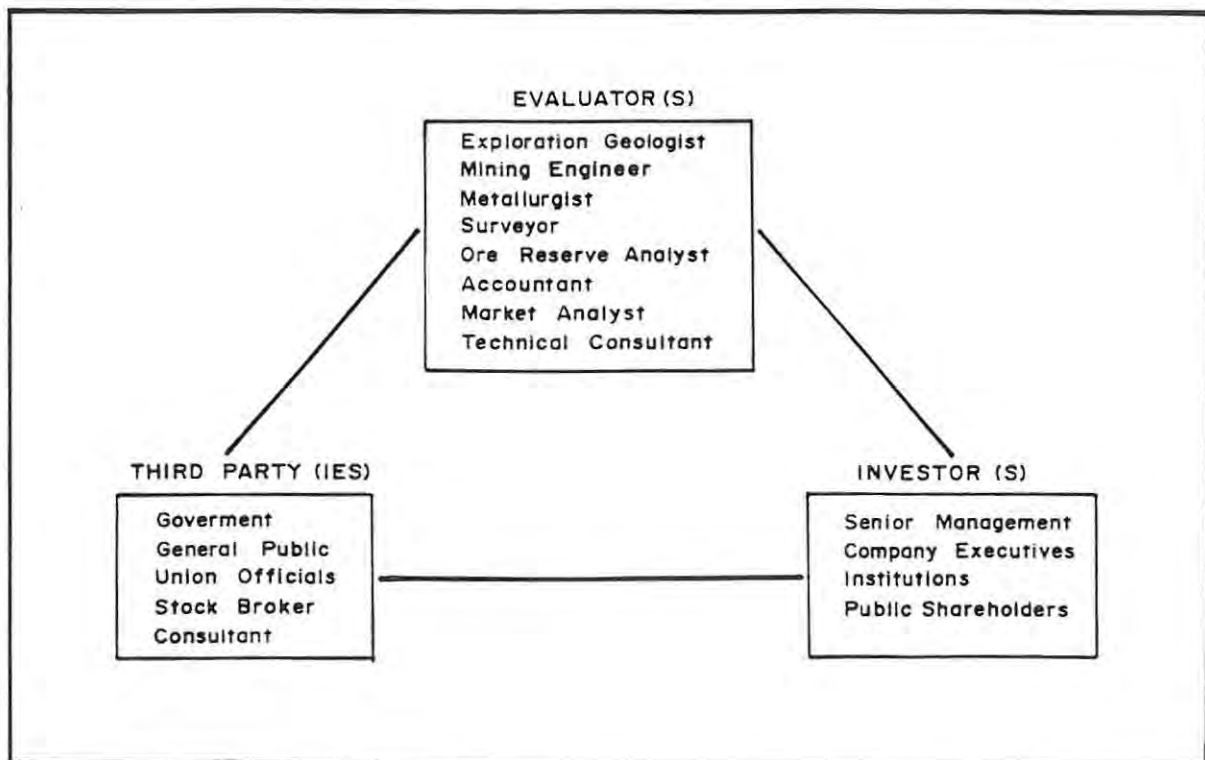 EVALUATOR (S)
Exploration Geologist
Mining Engineer
Metallurgist
Surveyor
Ore Reserve Analyst
Accountant
Market Analyst
Technical Consultant
THIRD PARTY (IES)
Goverment
General Public
Union Officials
Stock Broker
Consultant
INVESTOR (S)
Senior Management
Company Executives
Institutions
Public Shareholders